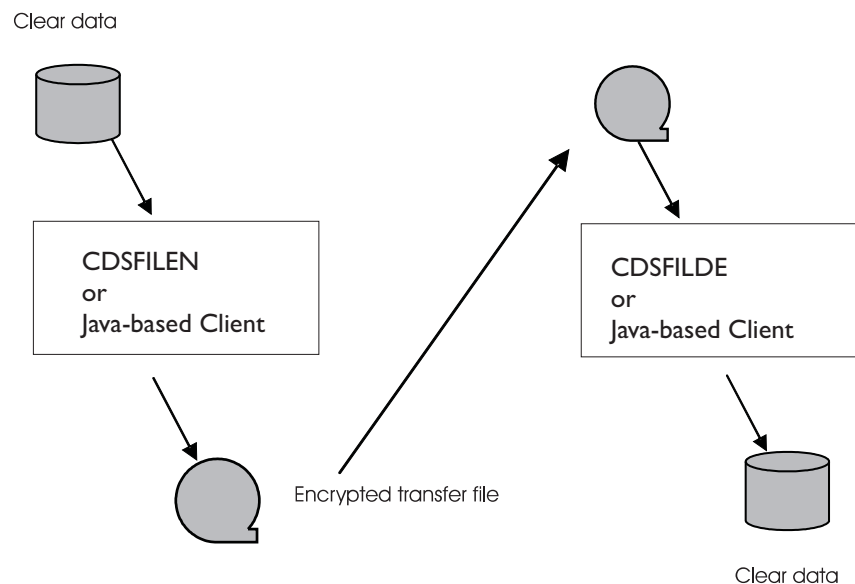 Clear data
CDSFILEN
or
Java-based Client
Encrypted transfer file
CDSFILDE
or
Java-based Client
Clear data